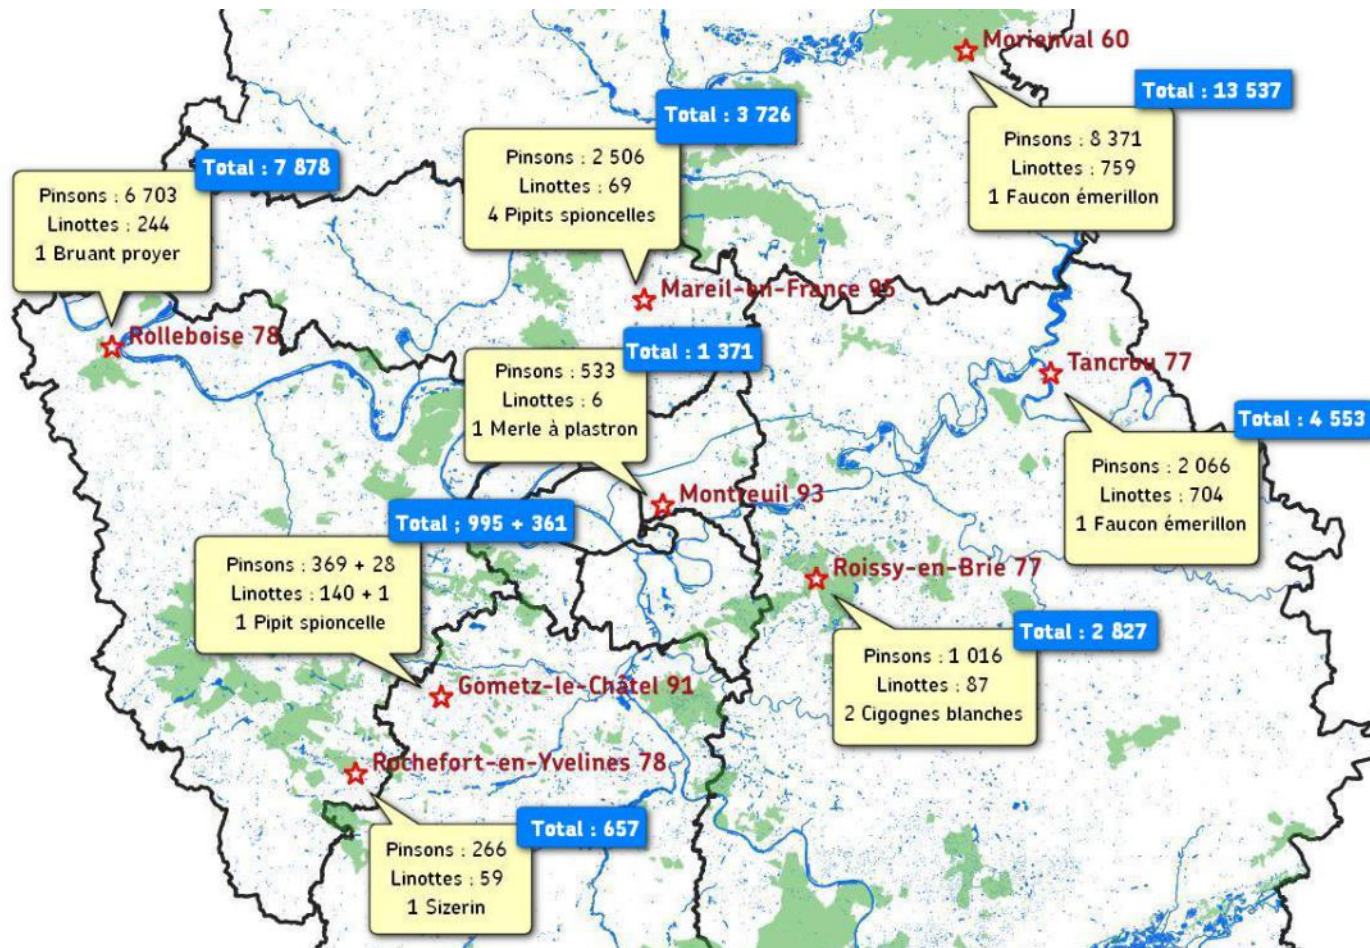 Morienval 60
Total : 13 537
Pinsons : 8 371
Linottes : 759
1 Faucon émerillon
Total : 3 726
Pinsons : 2 506
Linottes : 69
4 Pipits spioncelles
Mareil-en-France 95
Total : 7 878
Pinsons : 6 703
Linottes : 244
1 Bruant proyer
Rolleboise 78
Total : 1 371
Pinsons : 533
Linottes : 6
1 Merle à plastron
Montreuil 93
Tancrou 77
Total : 4 553
Pinsons : 2 066
Linottes : 704
1 Faucon émerillon
Total ; 995 + 361
Pinsons : 369 + 28
Linottes : 140 + 1
1 Pipit spioncelle
Gometz-le-Châtel 91
Roissy-en-Brie 77
Total : 2 827
Pinsons : 1 016
Linottes : 87
2 Cigognes blanches
Rochefort-en-Yvelines 78
Total : 657
Pinsons : 266
Linottes : 59
1 Sizerin